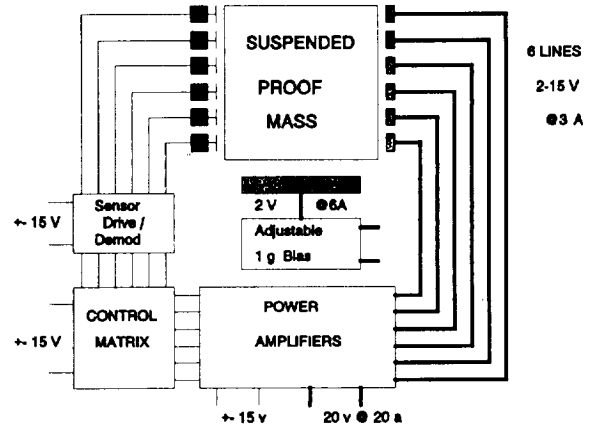 SUSPENDED
PROOF
MASS
6 LINES
2-15 V
@3 A
+- 15 V
Sensor
Drive /
Demod
2 V @6A
Adjustable
1 g Bias
+- 15 V
CONTROL
MATRIX
POWER
AMPLIFIERS
+- 15 v 20 v @ 20 a